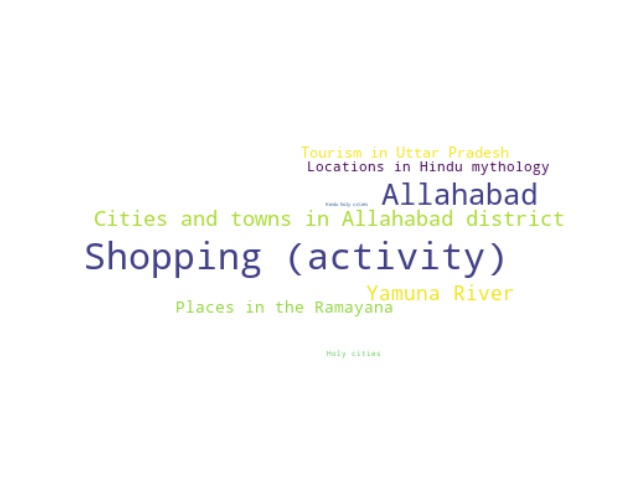 Tourism in Uttar Pradesh
Locations in Hindu mythology
Allahabad
Hindu holy cities
Cities and towns in Allahabad district
Shopping (activity)
Yamuna River
Places in the Ramayana
Holy cities